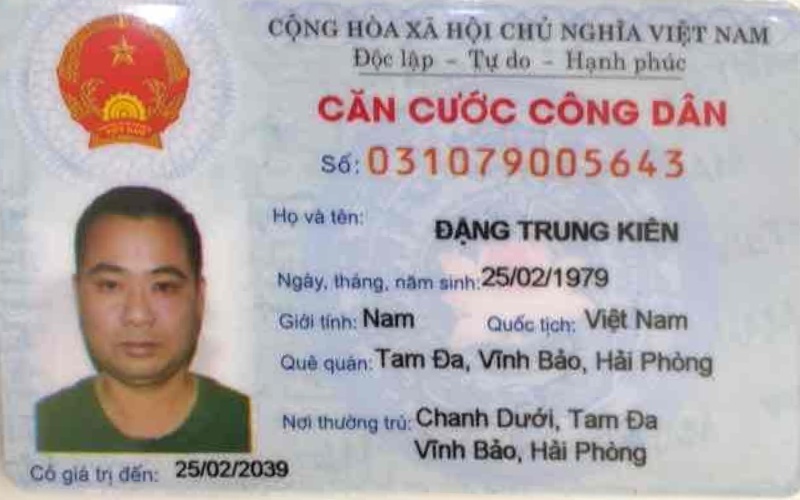 CỘNG HÒA XÃ HỘI CHỦ NGHĨA VIỆT NAM
Độc lập - Tự do - Hạnh phúc
CĂN CƯỚC CÔNG DÂN
Số: 031079005643
Họ và tên: ĐẶNG TRUNG KIÊN
Ngày, tháng, năm sinh: 25/02/1979
Giới tính: Nam Quốc tịch: Việt Nam
Quê quán: Tam Đa, Vĩnh Bảo, Hải Phòng
Nơi thường trú: Chanh Dưới, Tam Đa
Vĩnh Bảo, Hải Phòng
Có giá trị đến: 25/02/2039